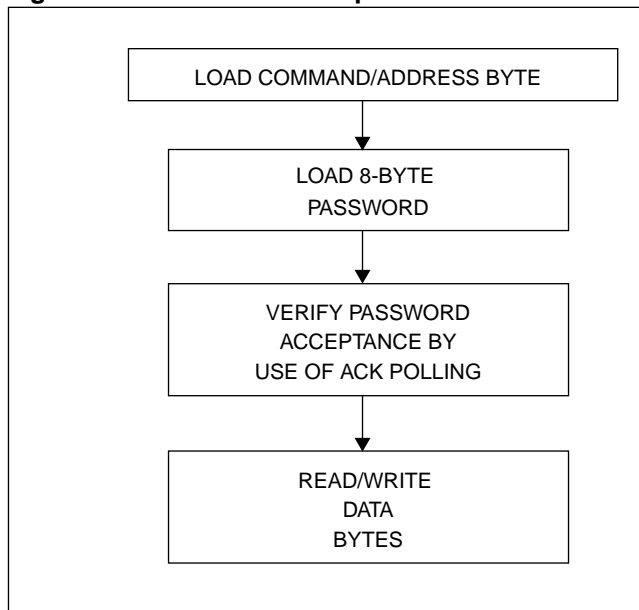 LOAD COMMAND/ADDRESS BYTE
LOAD 8-BYTE
PASSWORD
VERIFY PASSWORD
ACCEPTANCE BY
USE OF ACK POLLING
READ/WRITE
DATA
BYTES